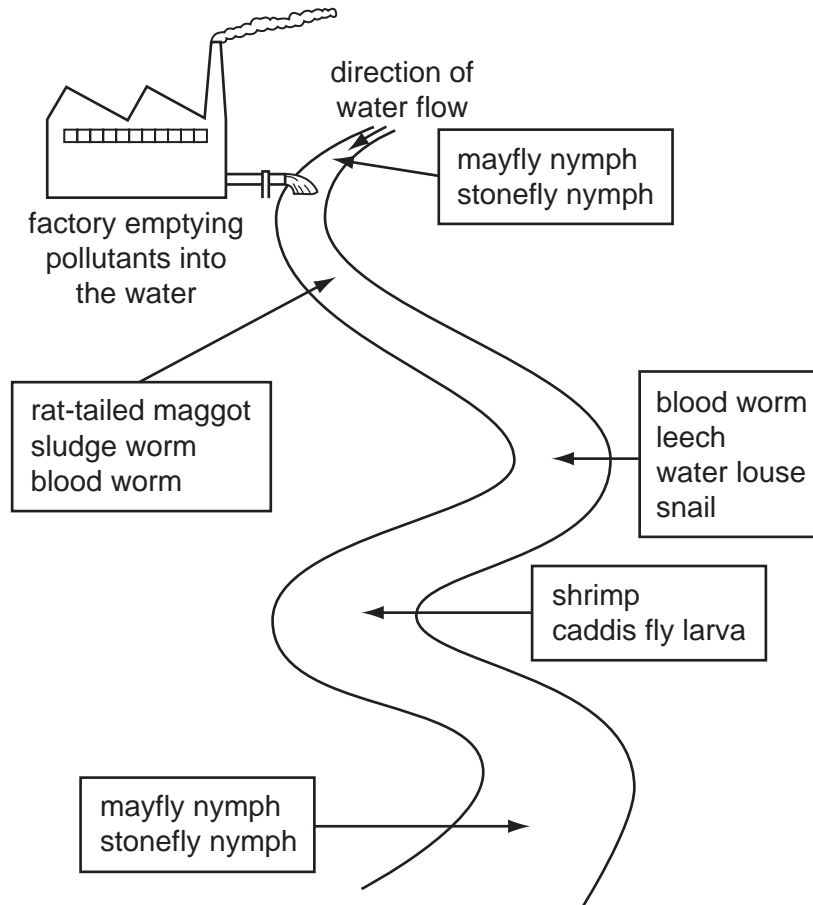 direction of
water flow
mayfly nymph
stonefly nymph
factory emptying
pollutants into
the water
rat-tailed maggot
sludge worm
blood worm
blood worm
leech
water louse
snail
shrimp
caddis fly larva
mayfly nymph
stonefly nymph